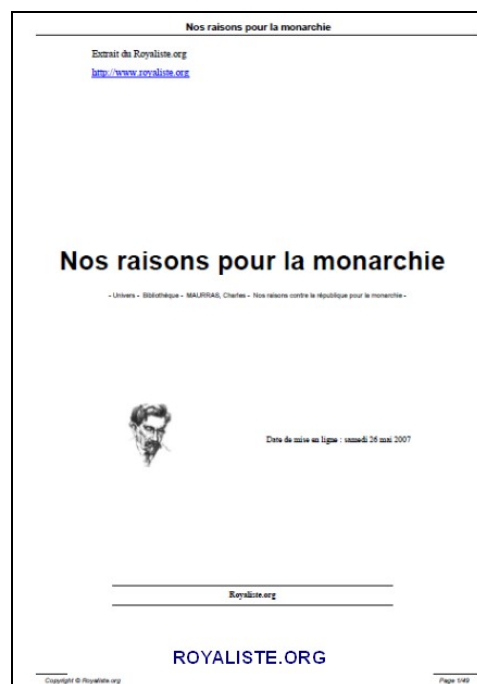 Nos raisons pour la monarchie
Extrait du Royaliste.org
http://www.royaliste.org
Nos raisons pour la monarchie
- Univers - Bibliothèque - MAURRAS, Charles - Nos raisons contre la république pour la monarchie -
Date de mise en ligne : samedi 26 mai 2007
Royaliste.org
ROYALISTE.ORG
Copyright © Royaliste.org Page 1/49